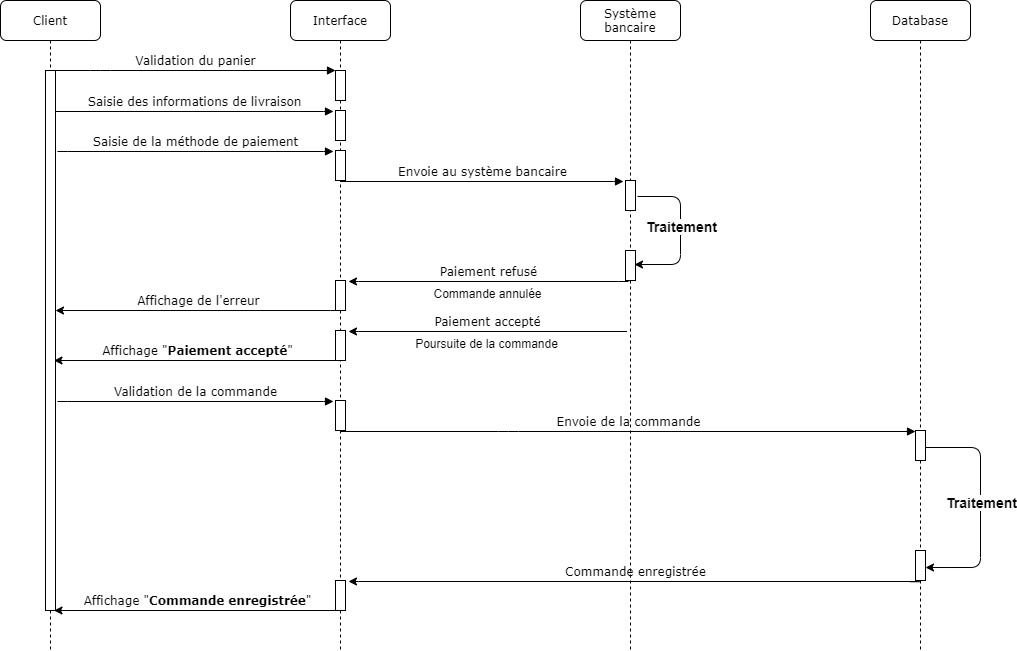 Client
Interface
Système
bancaire
Database
Validation du panier
Saisie des informations de livraison
Saisie de la méthode de paiement
Envoie au système bancaire
Traitement
Paiement refusé
Commande annulée
Affichage de l'erreur
Paiement accepté
Poursuite de la commande
Affichage "Paiement accepté"
Validation de la commande
Envoie de la commande
Traitement
Commande enregistrée
Affichage "Commande enregistrée"